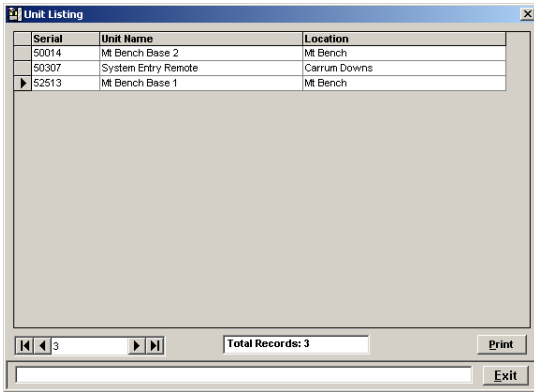 Unit Listing
Serial Unit Name Location
50014 Mt Bench Base 2 Mt Bench
50307 System Entry Remote Carrum Downs
52513 Mt Bench Base 1 Mt Bench
3 Total Records: 3 Print
Exit